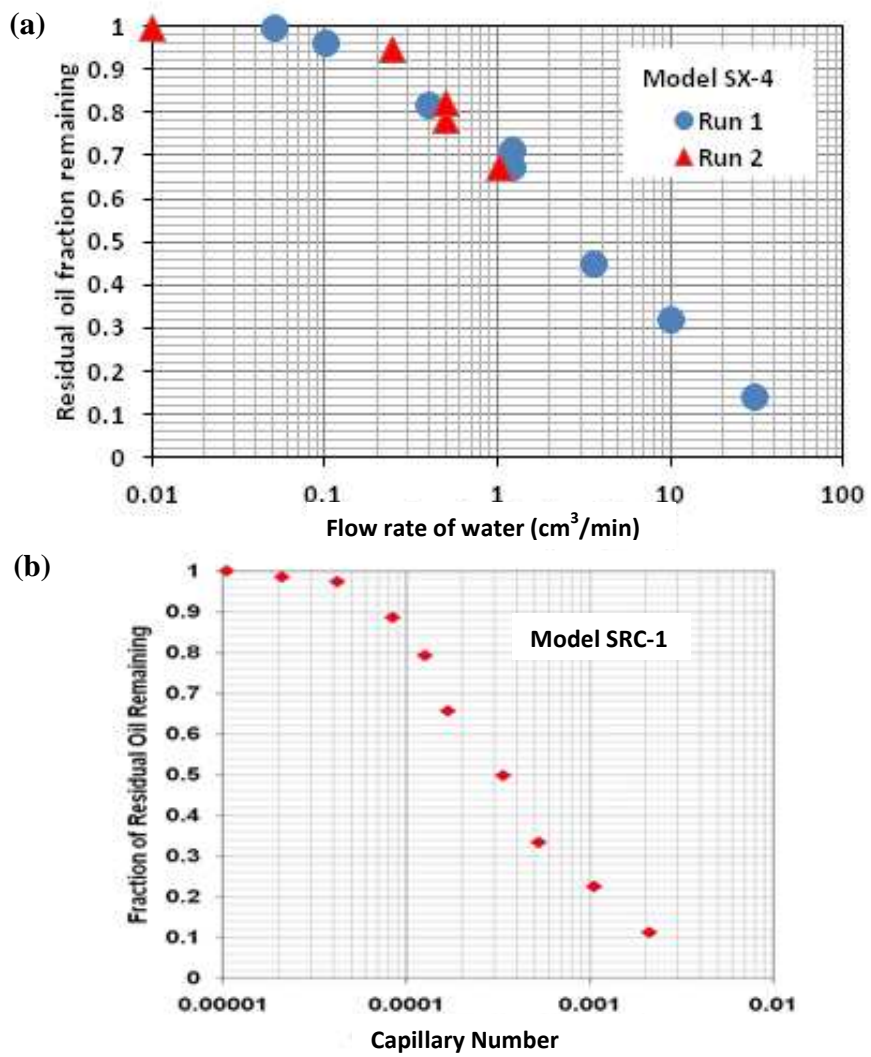 (a)
1
0.9
0.8
0.7
0.6
0.5
0.4
0.3
0.2
0.1
0
Residual oil fraction remaining
Model SX-4
Run 1
Run 2
0.01 0.1 1 10 100
Flow rate of water (cm³/min)
(b)
1
0.9
0.8
0.7
0.6
0.5
0.4
0.3
0.2
0.1
0
Fraction of Residual Oil Remaining
Model SRC-1
0.00001 0.0001 0.001 0.01
Capillary Number